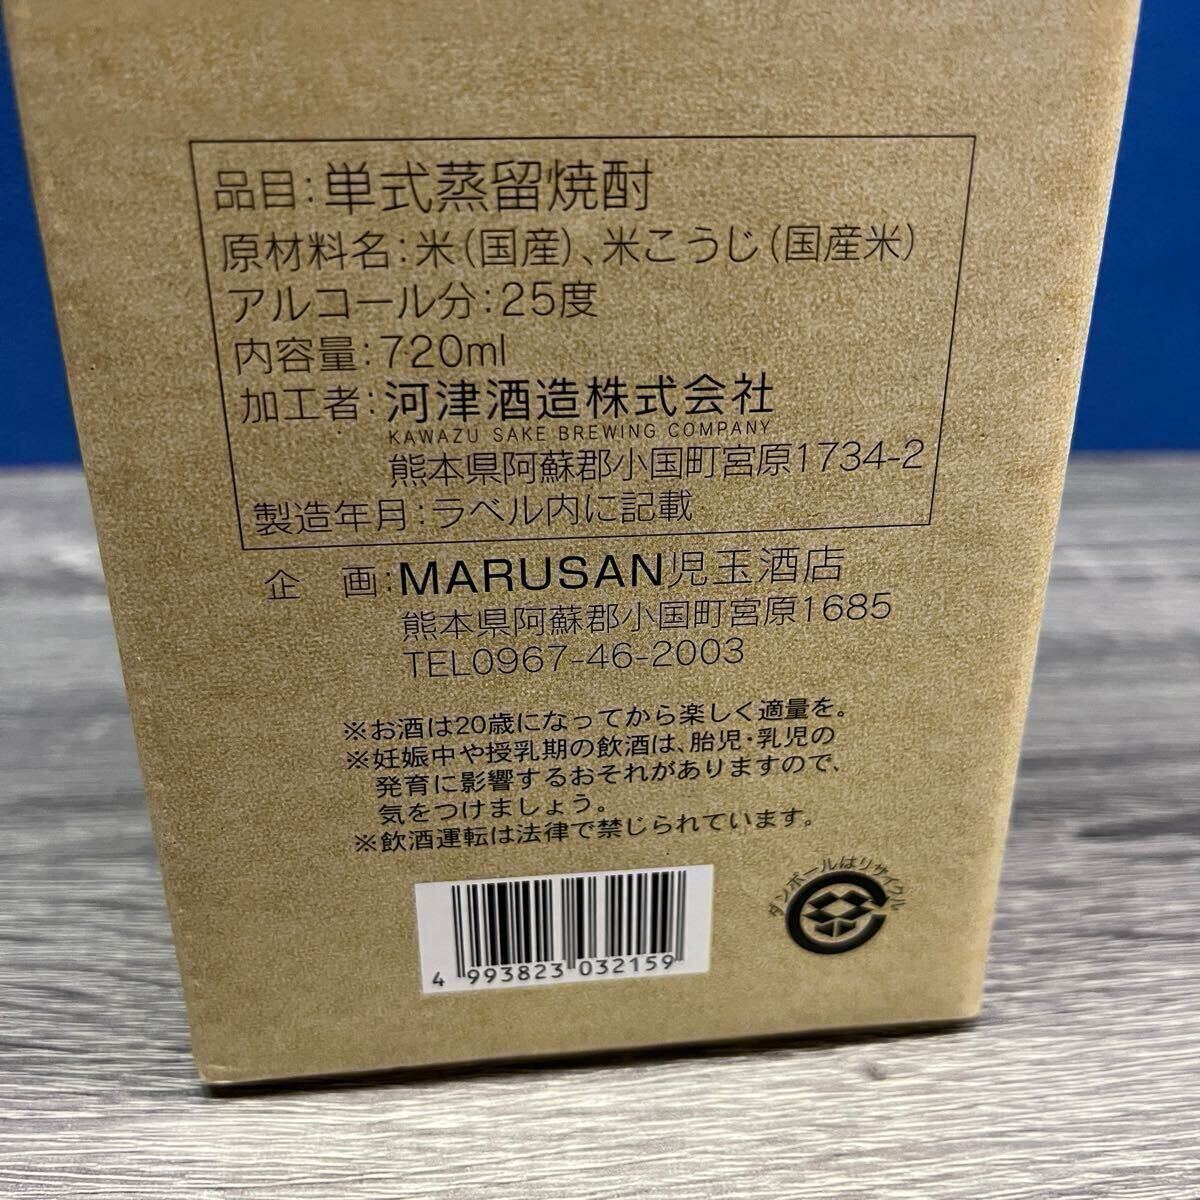 品目:単式蒸留焼酎
原材料名:米(国産)、米こうじ(国産米)
アルコール分:25度
内容量:720ml
加工者:河津酒造株式会社
KAWAZU SAKE BREWING COMPANY
熊本県阿蘇郡小国町宮原1734-2
製造年月:ラベル内に記載
企 画:MARUSAN児玉酒店
熊本県阿蘇郡小国町宮原1685
TEL0967-46-2003
※お酒は20歳になってから楽しく適量を。
※妊娠中や授乳期の飲酒は、胎児・乳児の
発育に影響するおそれがありますので、
気をつけましょう。
※飲酒運転は法律で禁じられています。
ダンボールはリサイクル
4 993823 032159